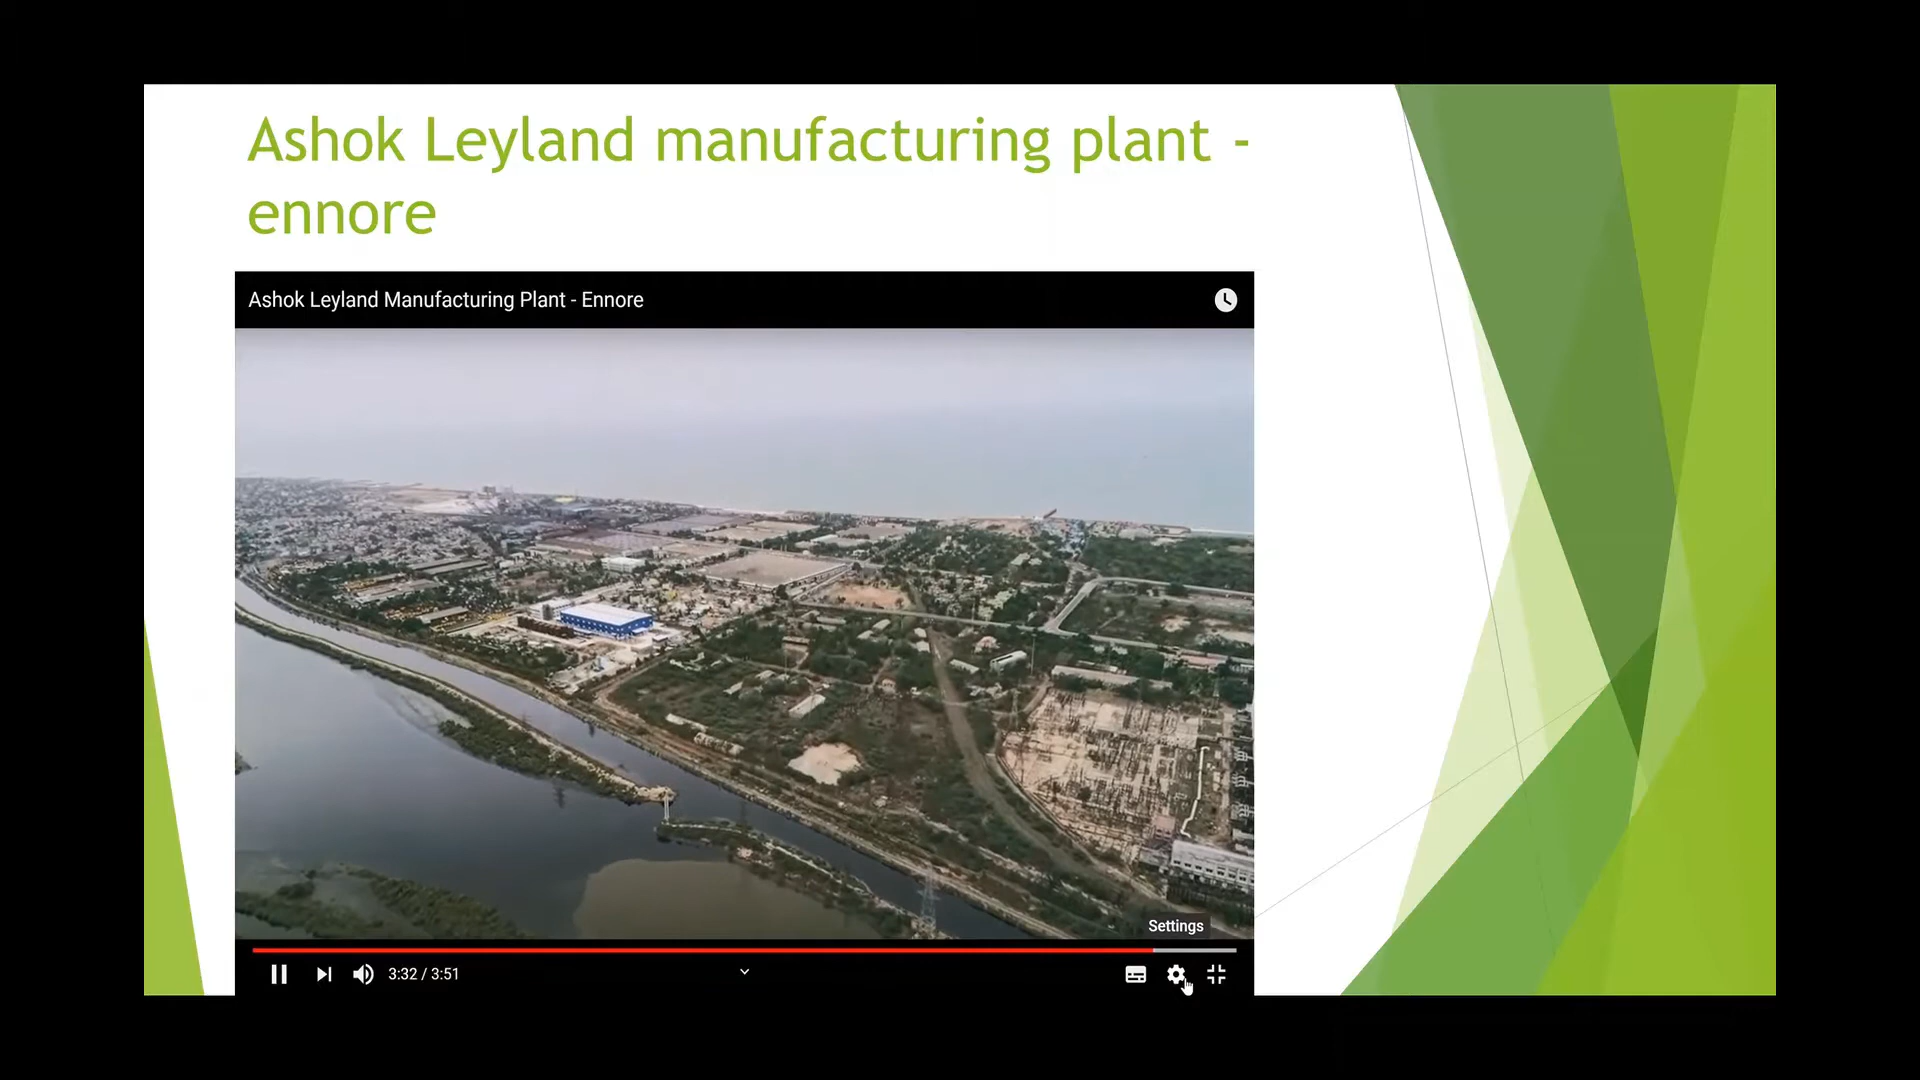 Ashok Leyland manufacturing plant -
ennore
Ashok Leyland Manufacturing Plant - Ennore
Settings
3:32 / 3:51